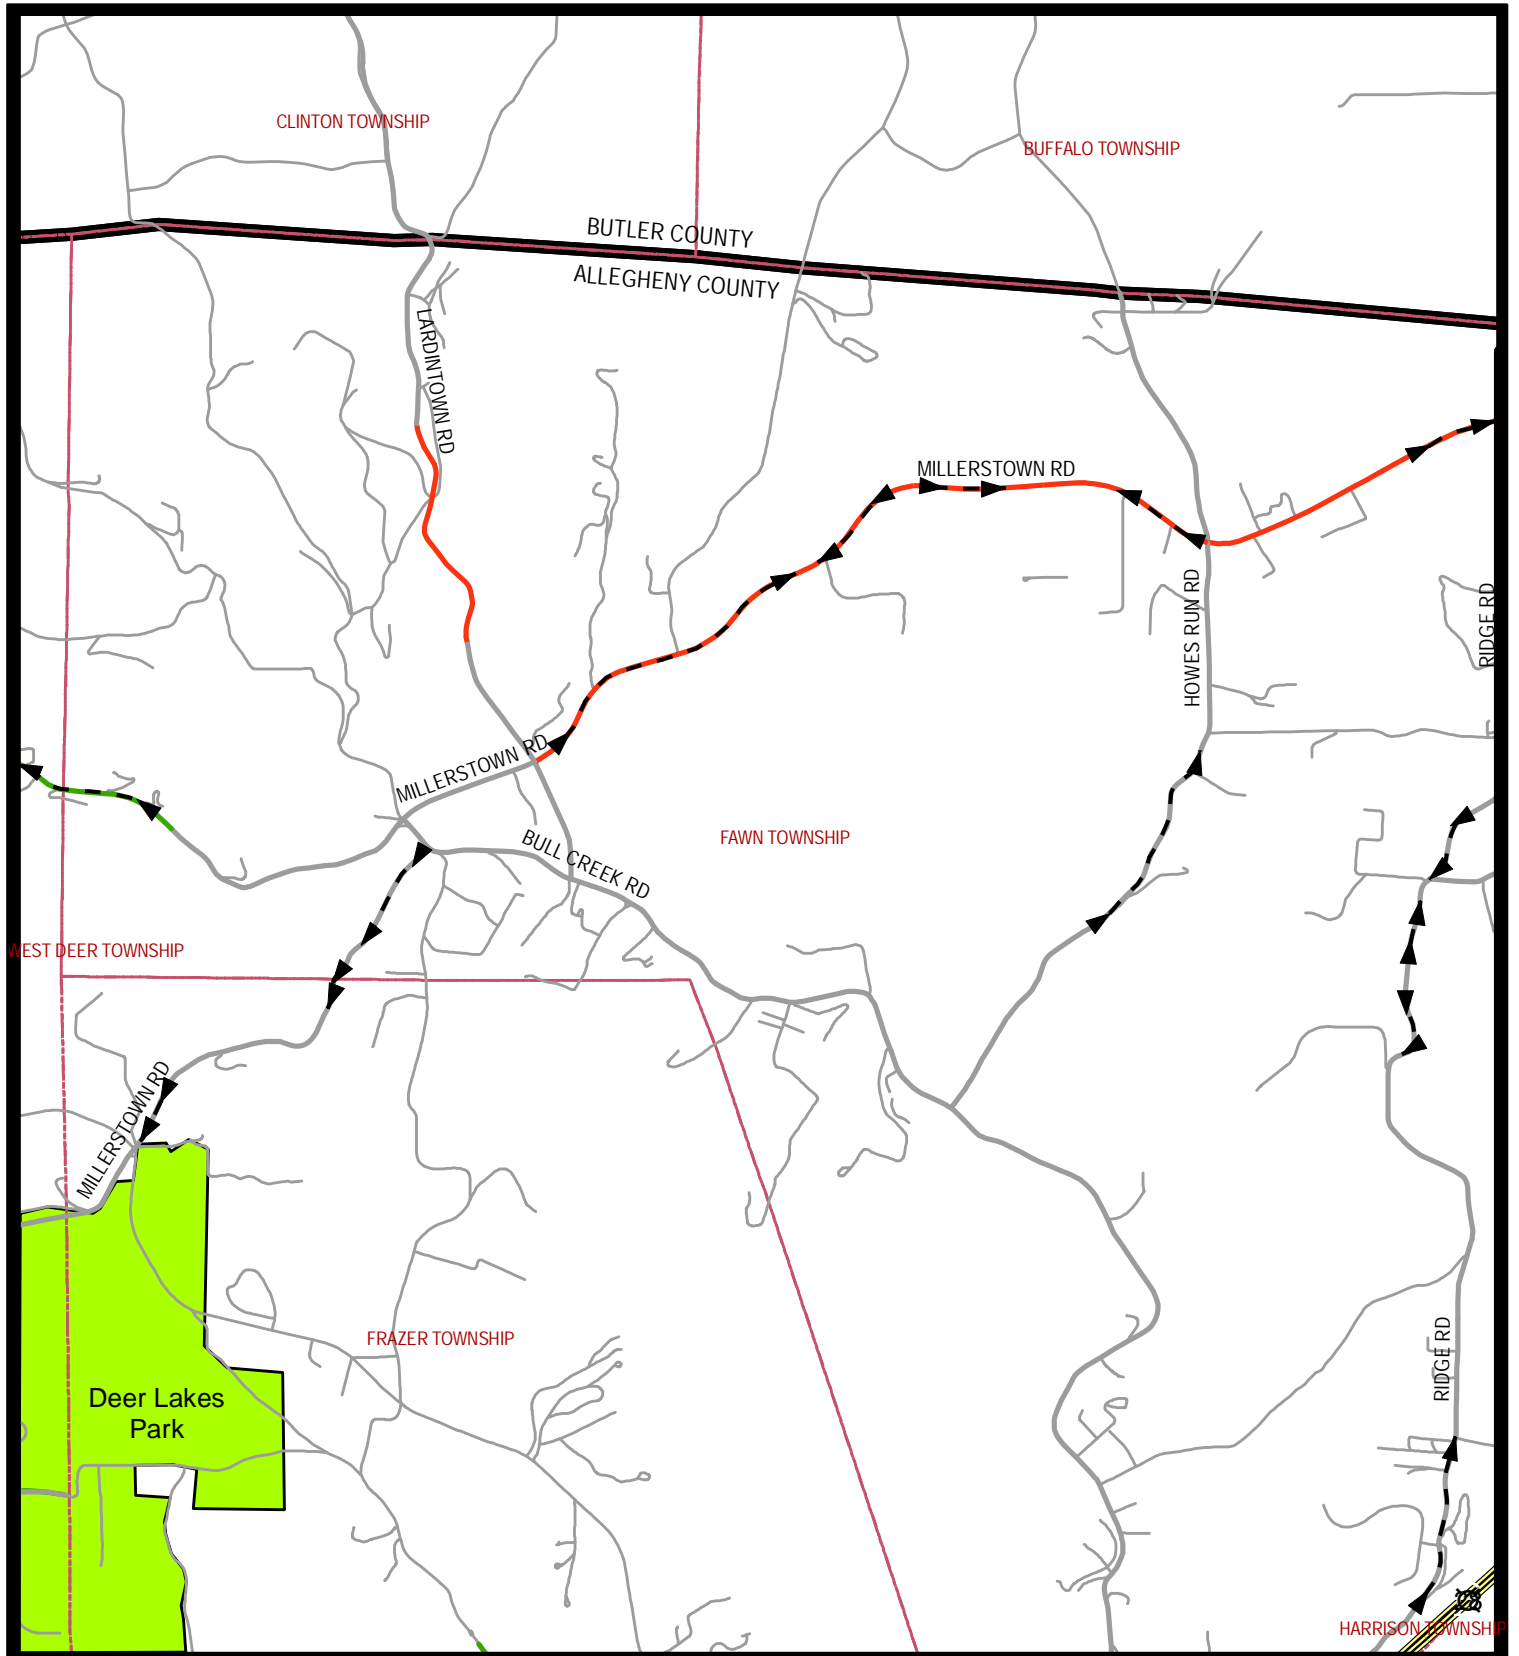 CLINTON TOWNSHIP
BUFFALO TOWNSHIP
BUTLER COUNTY
ALLEGHENY COUNTY
LARDINTOWN RD
MILLERSTOWN RD
HOWES RUN RD
RIDGE RD
MILLERSTOWN RD
BULL CREEK RD
FAWN TOWNSHIP
WEST DEER TOWNSHIP
MILLERSTOWN RD
FRAZER TOWNSHIP
RIDGE RD
Deer Lakes
Park
HARRISON TOWNSHIP